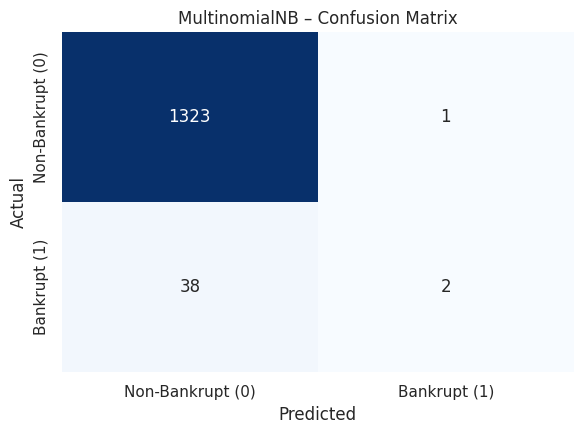 MultinomialNB – Confusion Matrix
Actual
Non-Bankrupt (0)
1323
1
Bankrupt (1)
38
2
Non-Bankrupt (0)
Bankrupt (1)
Predicted